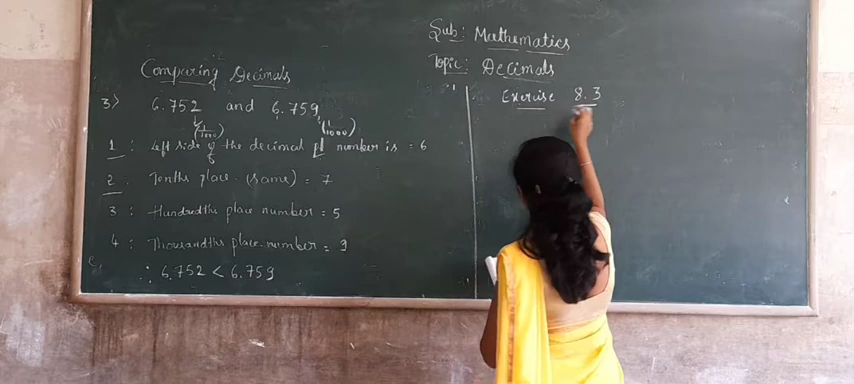 Sub: Mathematics
Topic: Decimals
Comparing Decimals
3) 6.752 and 6.759
(1/1000) (1/1000)
1 : Left side of the decimal pt number is = 6
2 : Tenths place (same) = 7
3 : Hundredths place number = 5
4 : Thousandths place number = 9
∴ 6.752 < 6.759
Exercise 8.3